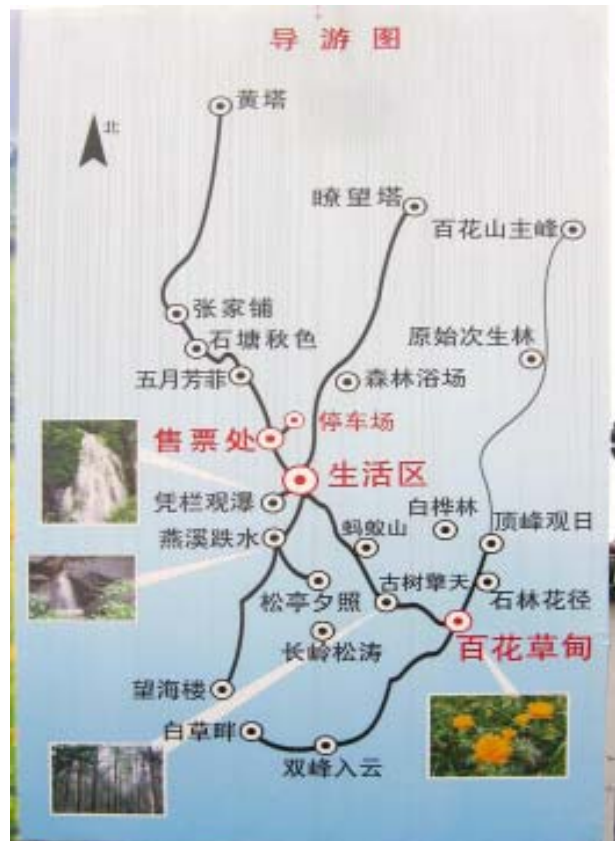 导游图
黄塔
北
瞭望塔
百花山主峰
张家铺
石塘秋色
原始次生林
五月芳菲
森林浴场
停车场
售票处
生活区
凭栏观瀑
白桦林
顶峰观日
燕溪跌水
蚂蚁山
古树擎天
松亭夕照
石林花径
长岭松涛
百花草甸
望海楼
白草畔
双峰入云